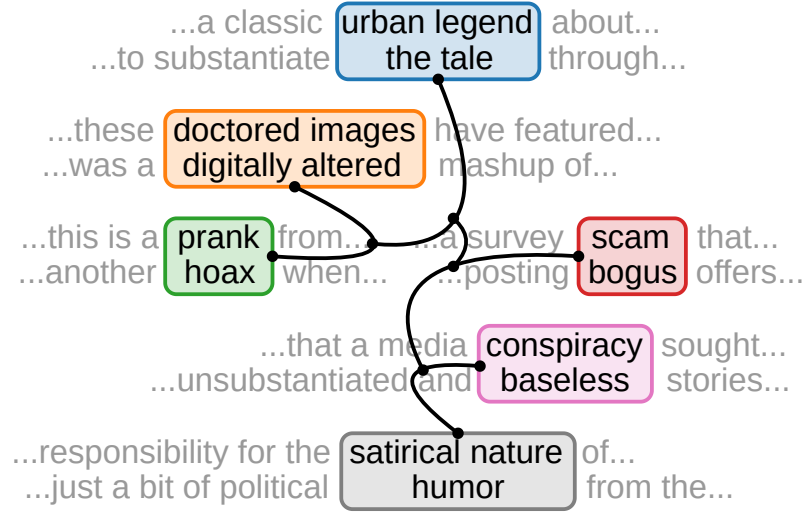 ...a classic urban legend about...
...to substantiate the tale through...
...these doctored images have featured...
...was a digitally altered mashup of...
...this is a prank from... ...a survey scam that...
...another hoax when... ...posting bogus offers...
...that a media conspiracy sought...
...unsubstantiated and baseless stories...
...responsibility for the satirical nature of...
...just a bit of political humor from the...